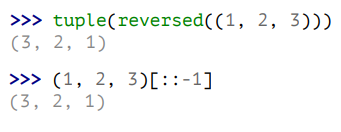 >>> tuple(reversed((1, 2, 3)))
(3, 2, 1)
>>> (1, 2, 3)[::-1]
(3, 2, 1)